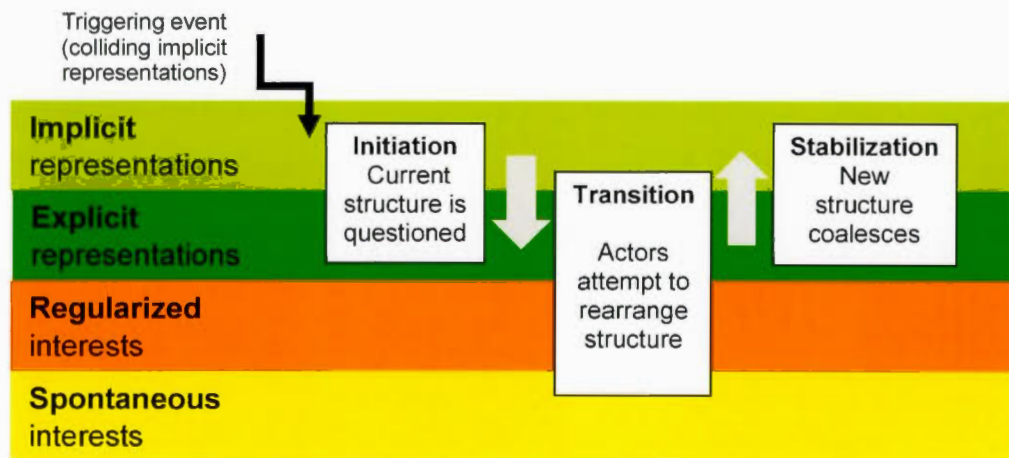 Triggering event
(colliding implicit
representations)
Implicit
representations
Explicit
representations
Regularized
interests
Spontaneous
interests
Initiation
Current
structure is
questioned
Transition
Actors
attempt to
rearrange
structure
Stabilization
New
structure
coalesces